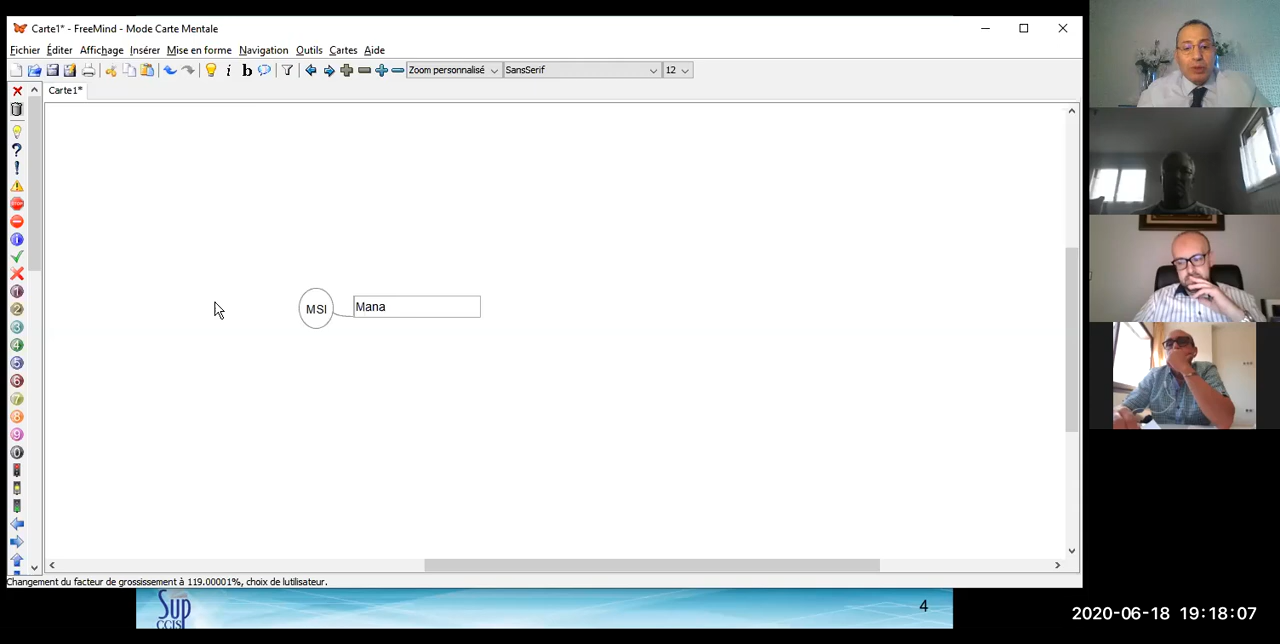 Carte1* - FreeMind - Mode Carte Mentale
Fichier Éditer Affichage Insérer Mise en forme Navigation Outils Cartes Aide
i b Zoom personnalisé SansSerif 12
Carte1*
MSI Mana
Changement du facteur de grossissement à 119.00001%, choix de lutilisateur.
Sup
CCIS
4
2020-06-18 19:18:07